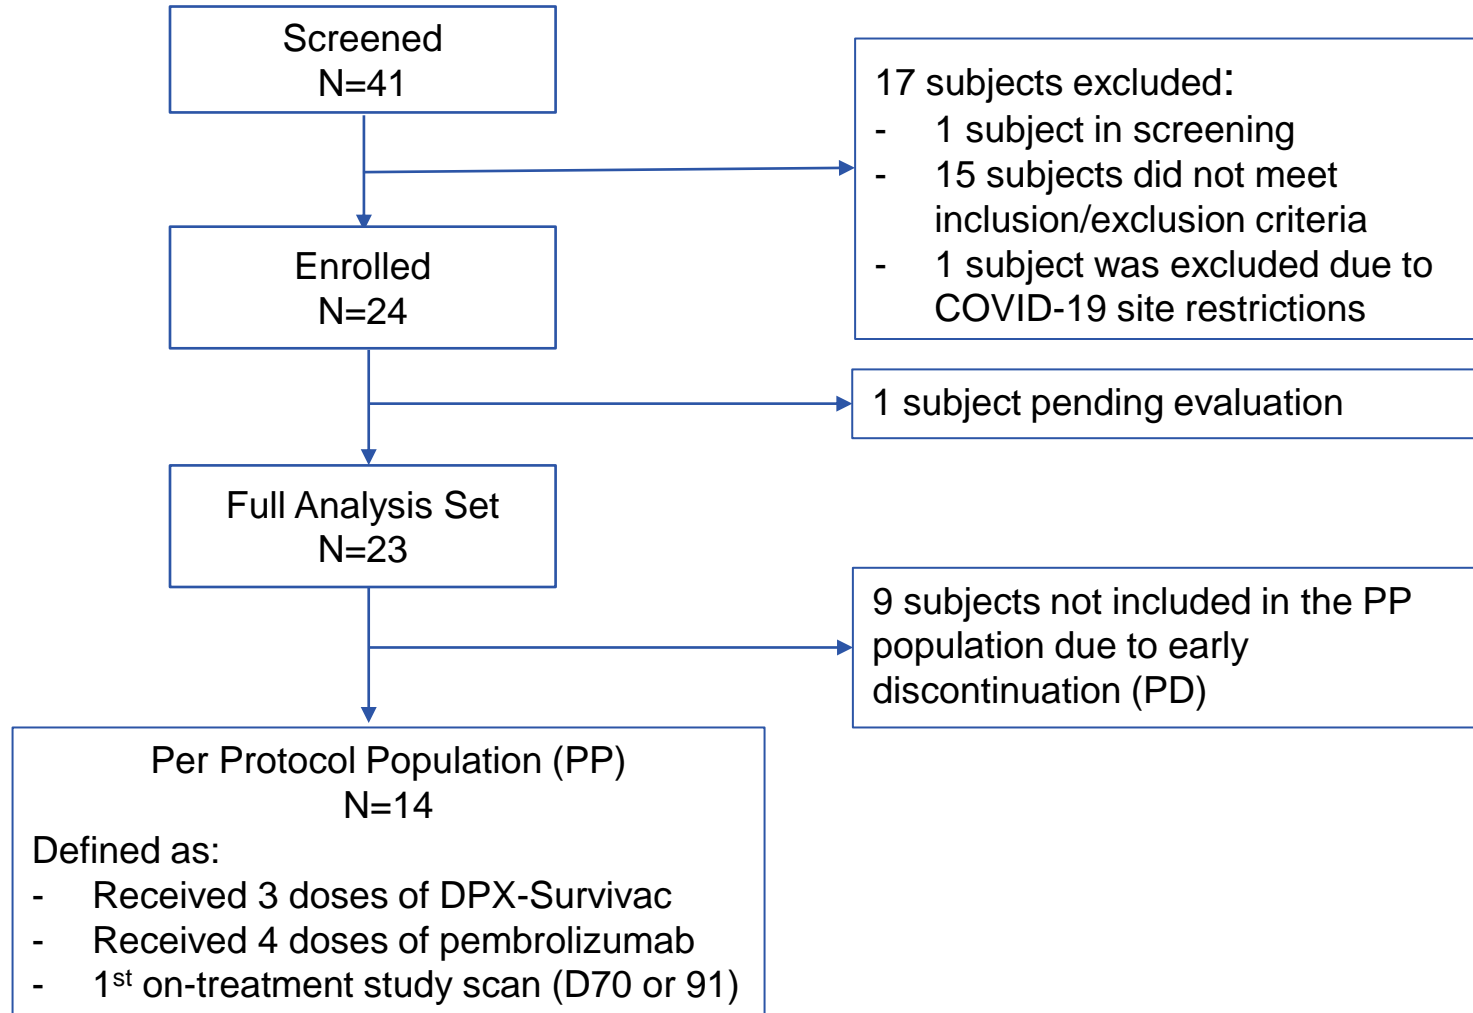 Screened
N=41
17 subjects excluded:
- 1 subject in screening
- 15 subjects did not meet
inclusion/exclusion criteria
- 1 subject was excluded due to
COVID-19 site restrictions
Enrolled
N=24
1 subject pending evaluation
Full Analysis Set
N=23
9 subjects not included in the PP
population due to early
discontinuation (PD)
Per Protocol Population (PP)
N=14
Defined as:
- Received 3 doses of DPX-Survivac
- Received 4 doses of pembrolizumab
- 1st on-treatment study scan (D70 or 91)